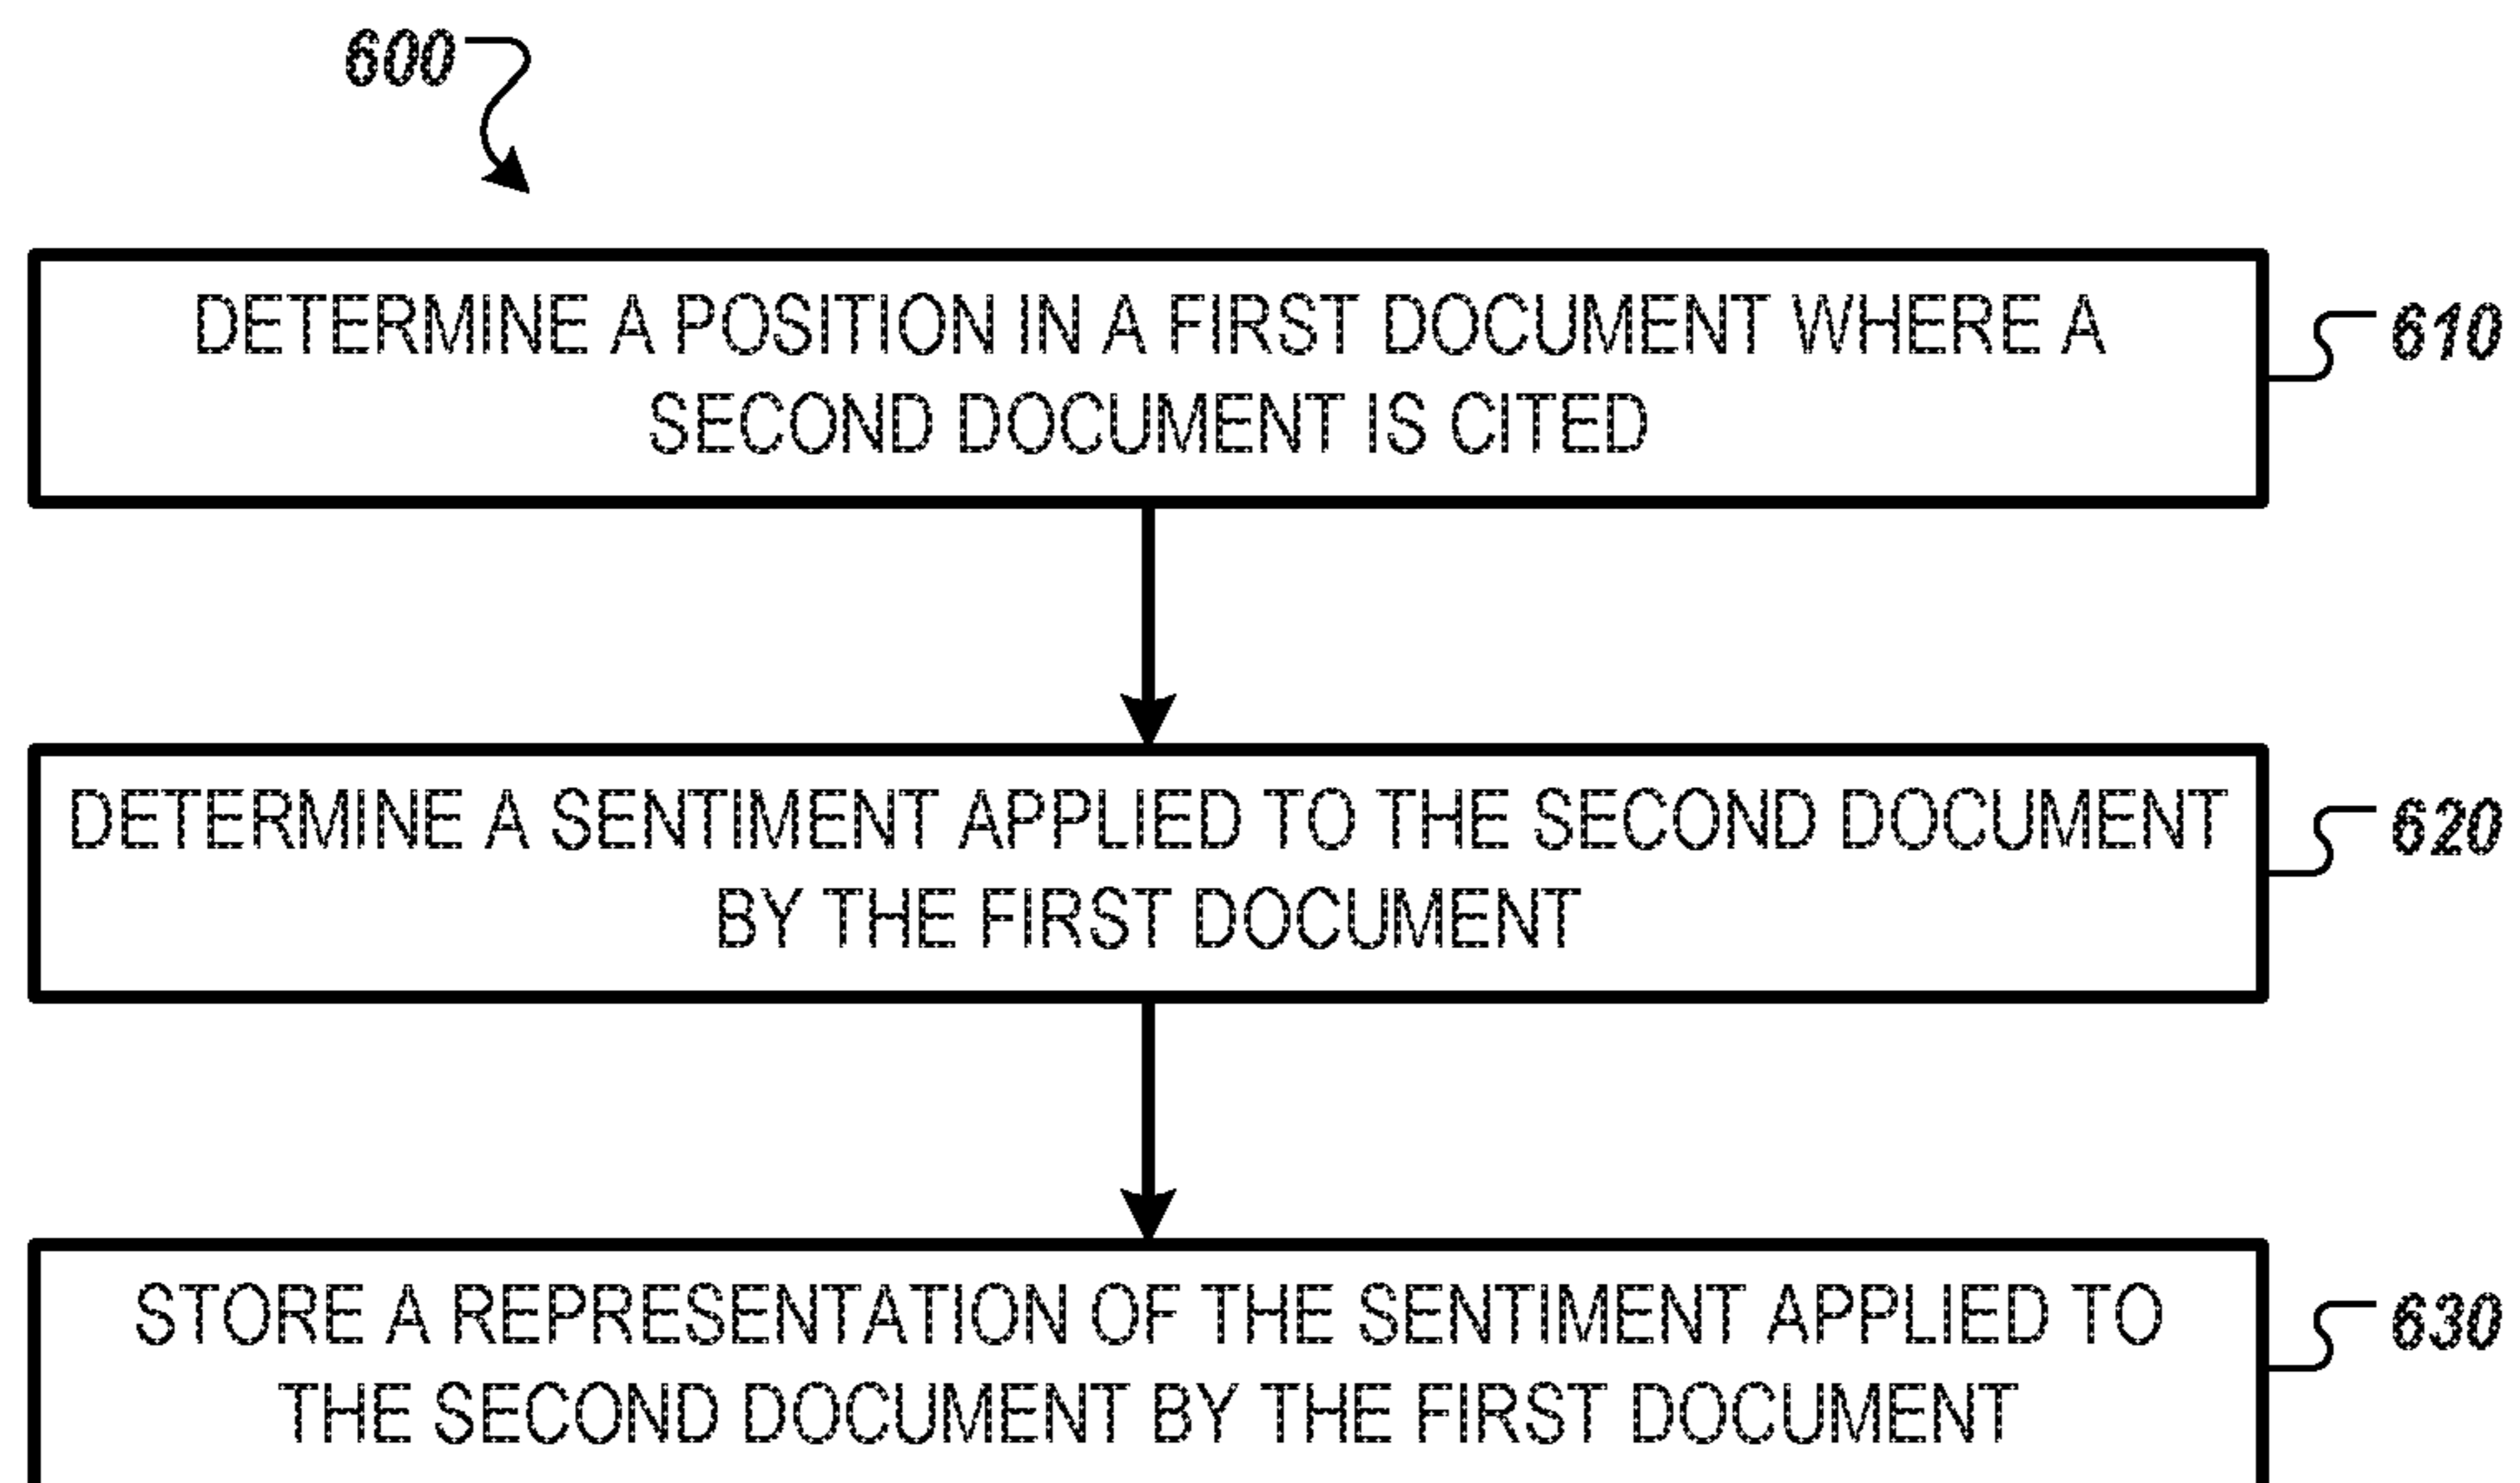 600
DETERMINE A POSITION IN A FIRST DOCUMENT WHERE A
SECOND DOCUMENT IS CITED
610
DETERMINE A SENTIMENT APPLIED TO THE SECOND DOCUMENT
BY THE FIRST DOCUMENT
620
STORE A REPRESENTATION OF THE SENTIMENT APPLIED TO
THE SECOND DOCUMENT BY THE FIRST DOCUMENT
630